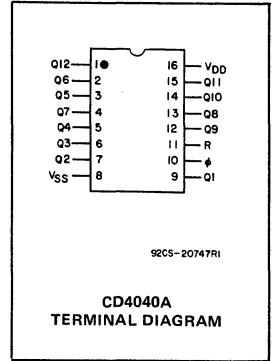 Q12 1 16 VDD
Q6 2 15 Q11
Q5 3 14 Q10
Q7 4 13 Q8
Q4 5 12 Q9
Q3 6 11 R
Q2 7 10 ϕ
VSS 8 9 Q1
92CS-20747R1
CD4040A
TERMINAL DIAGRAM